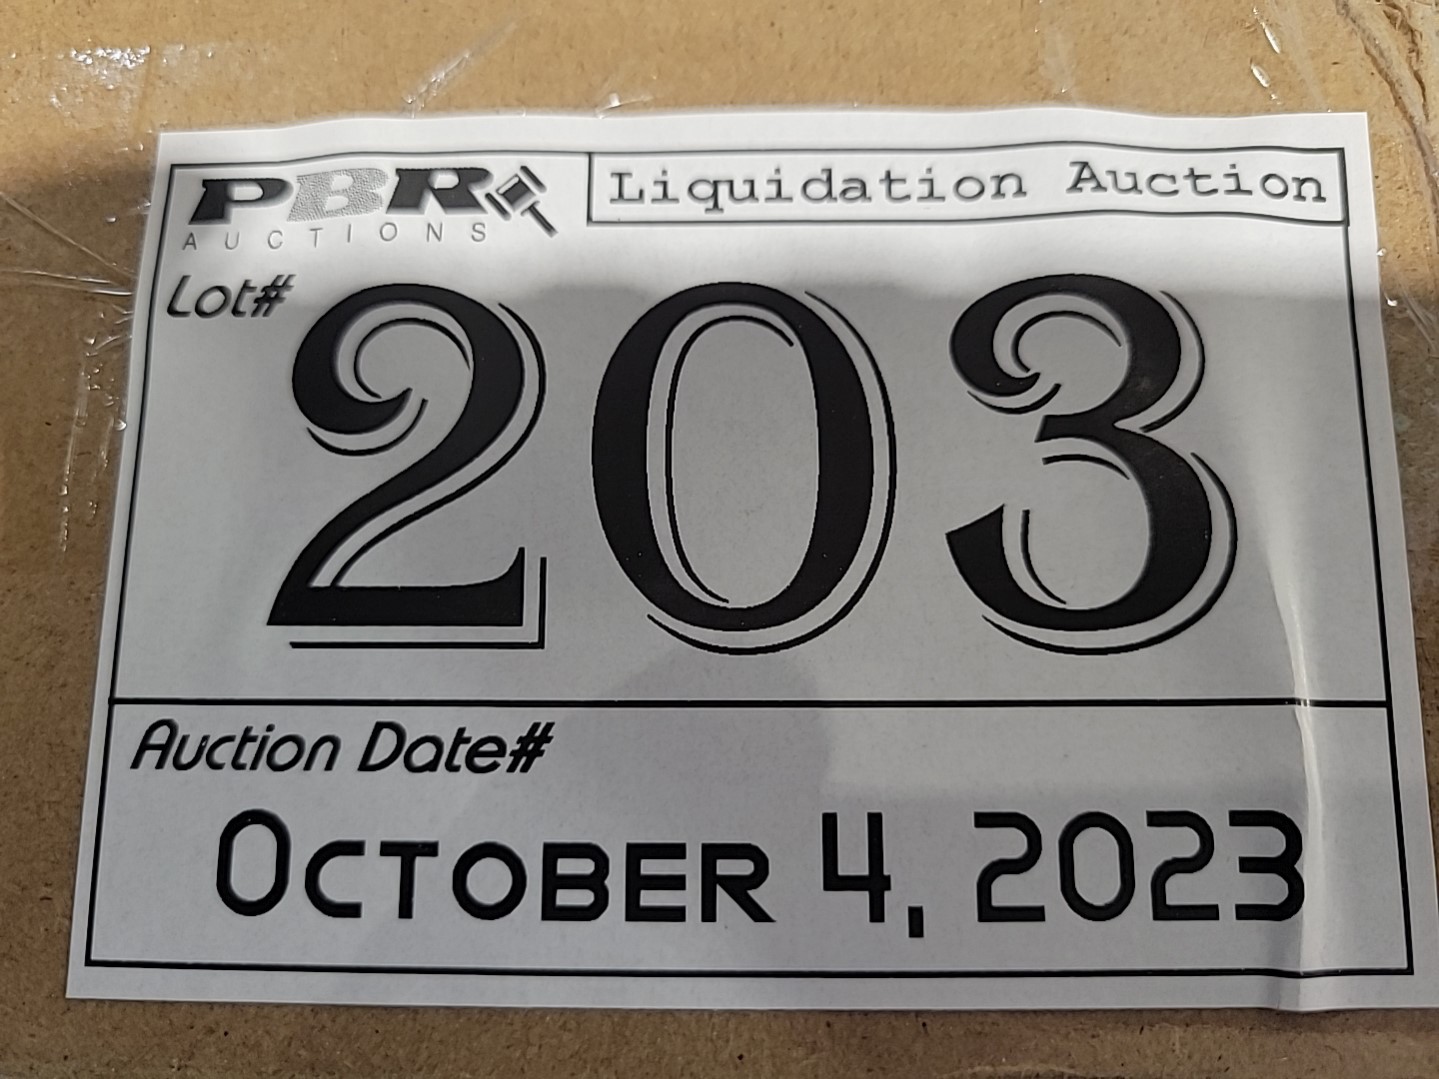 PBR
AUCTIONS
Liquidation Auction
Lot#
203
Auction Date#
October 4, 2023